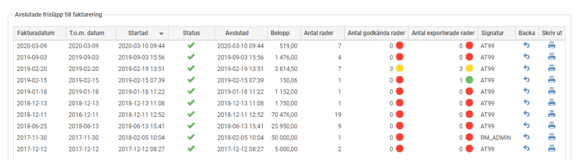 Avslutade frisläpp till fakturering
Fakturadatum T.o.m. datum Startad Status Avslutad Belopp Antal rader Antal godkända rader Antal exporterade rader Signatur Backa Skriv ut
2020-03-09 2020-03-09 2020-03-10 09:44 2020-03-10 09:44 519,00 7 0 0 AT99
2019-09-03 2019-09-03 2019-09-03 15:56 2019-09-03 15:56 1 476,00 4 0 0 AT99
2019-02-20 2019-02-20 2019-02-19 13:51 2019-02-19 13:51 3 814,50 7 3 3 AT99
2019-02-15 2019-02-15 2019-02-15 07:39 2019-02-15 07:39 150,06 1 0 1 AT99
2019-01-18 2019-01-18 2019-01-18 11:22 2019-01-18 11:22 1 152,00 1 0 0 AT99
2018-12-13 2018-12-13 2018-12-13 11:08 2018-12-13 11:08 1 750,00 1 0 0 AT99
2018-12-11 2018-12-11 2018-12-11 12:52 2018-12-11 12:52 70 476,00 19 0 0 AT99
2018-06-25 2018-06-13 2018-06-13 15:41 2018-06-13 15:41 25 950,00 9 0 0 AT99
2017-11-30 2017-11-30 2018-02-05 10:04 2018-02-05 10:04 50 000,00 1 0 0 RM_ADMIN
2017-12-12 2017-12-12 2017-12-12 08:27 2017-12-12 08:27 5 000,00 2 0 0 AT99